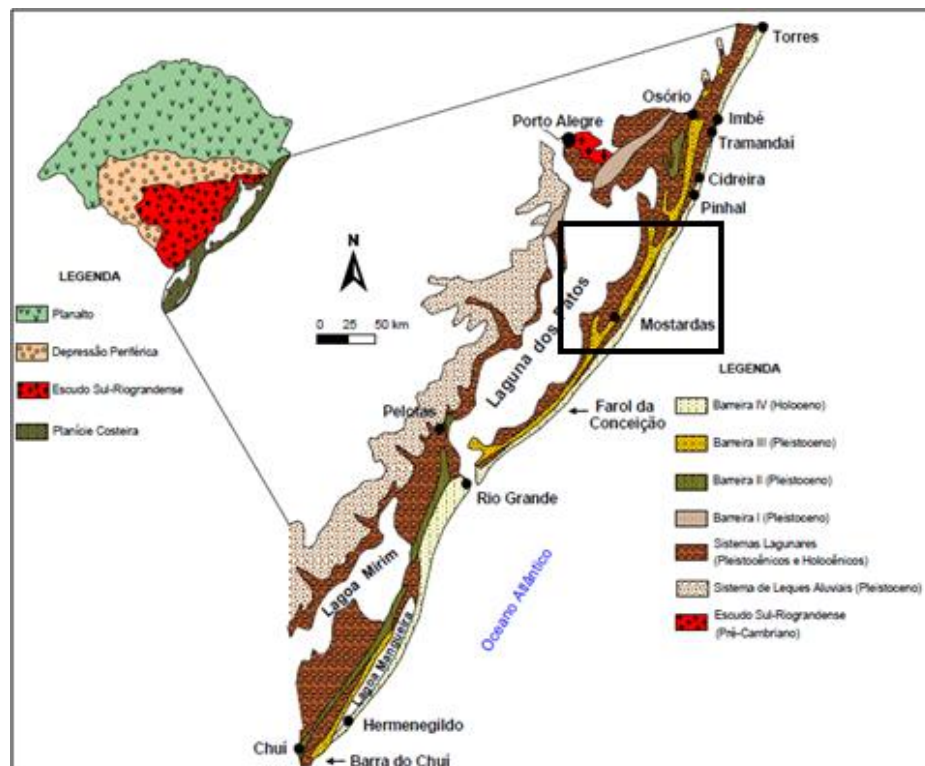 Torres
Osório
Porto Alegre
Imbé
Tramandaí
Cidreira
Pinhal
N
0 25 50 km
LEGENDA
Planalto
Depressão Periférica
Escudo Sul-Riograndense
Planície Costeira
Laguna dos Patos
Mostardas
Farol da
Conceição
Pelotas
Rio Grande
Lagoa Mirim
Lagoa Mangueira
Oceano Atlântico
Hermenegildo
Chuí
Barra do Chuí
LEGENDA
Barreira IV (Holoceno)
Barreira III (Pleistoceno)
Barreira II (Pleistoceno)
Barreira I (Pleistoceno)
Sistemas Lagunares
(Pleistocênicos e Holocênicos)
Sistema de Leques Aluviais (Pleistoceno)
Escudo Sul-Riograndense
(Pré-Cambriano)